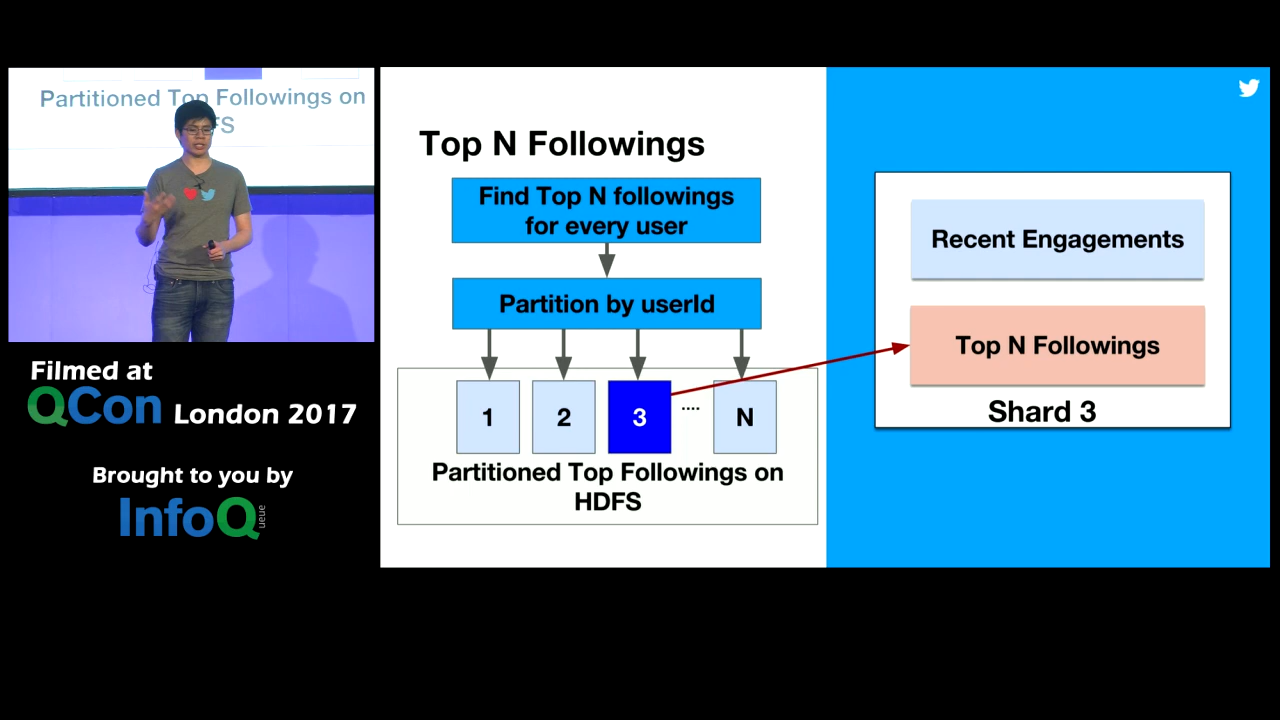 Partitioned Top Followings on
FS
Filmed at
QCon London 2017
Brought to you by
InfoQ
ueue
Top N Followings
Find Top N followings
for every user
Partition by userId
1
2
3
....
N
Partitioned Top Followings on
HDFS
Recent Engagements
Top N Followings
Shard 3